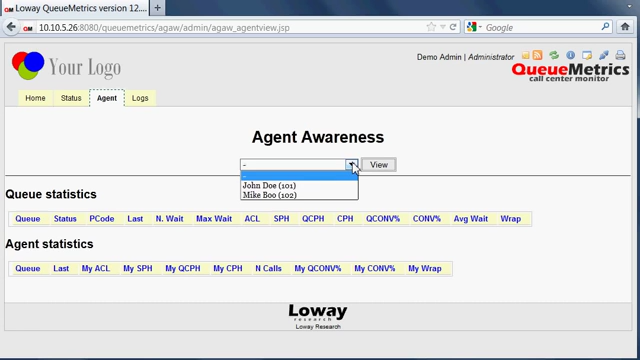 Loway QueueMetrics version 12....
10.10.5.26:8080/queuemetrics/agaw/admin/agaw_agentview.jsp
Google
Your Logo
Demo Admin | Administrator
QueueMetrics
call center monitor
Home Status Agent Logs
Agent Awareness
- View
-
John Doe (101)
Mike Boo (102)
Queue statistics
Queue Status PCode Last N. Wait Max Wait ACL SPH QCPH CPH QCONV% CONV% Avg Wait Wrap
Agent statistics
Queue Last My ACL My SPH My QCPH My CPH N Calls My QCONV% My CONV% My Wrap
Loway
research
Loway Research